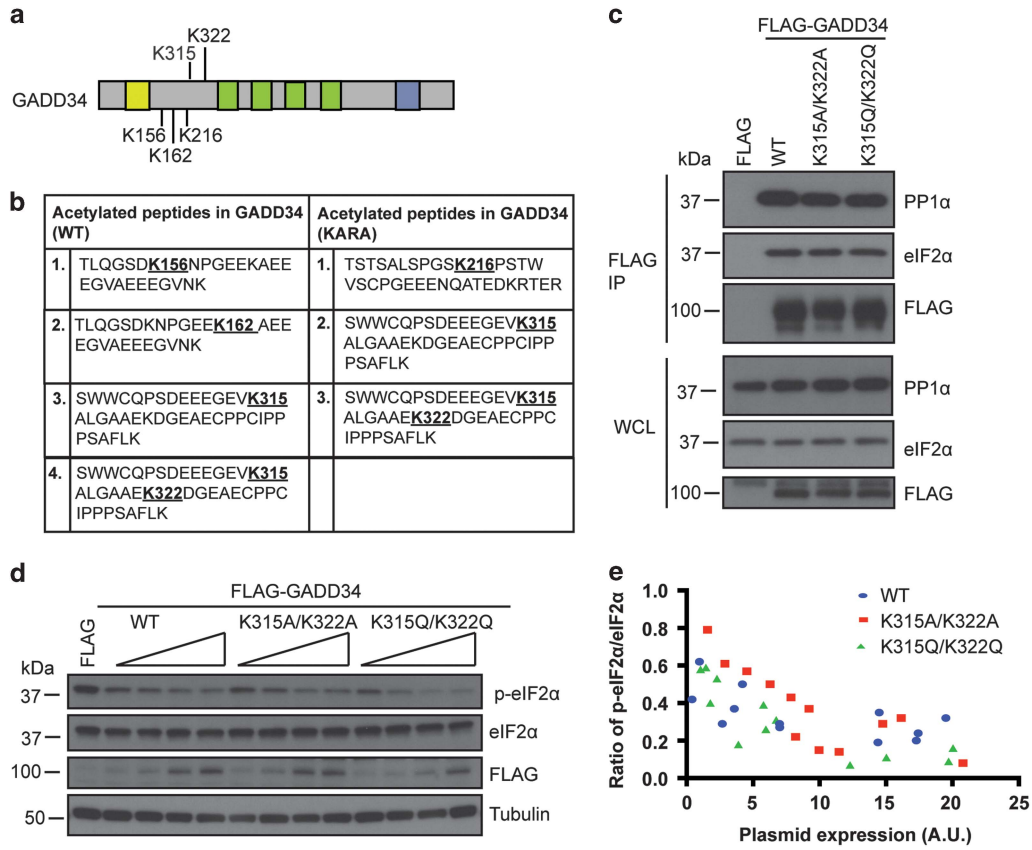 a
K322
K315
GADD34
K156
K216
K162
b
Acetylated peptides in GADD34
(WT)
Acetylated peptides in GADD34
(KARA)
1.
TLQGSDK156NPGEEKAEE
EGVAEEEGVNK
1.
TSTSALSPGSK216PSTW
VSCPGEEENQATEDKRTER
2.
TLQGSDKNPGEEK162 AEE
EGVAEEEGVNK
2.
SWWCQPSDEEEGEVK315
ALGAAEKDGEAECPPCIPP
PSAFLK
3.
SWWCQPSDEEEGEVK315
ALGAAEKDGEAECPPCIPP
PSAFLK
3.
SWWCQPSDEEEGEVK315
ALGAAEK322DGEAECPPC
IPPPSAFLK
4.
SWWCQPSDEEEGEVK315
ALGAAEK322DGEAECPPC
IPPPSAFLK
c
FLAG-GADD34
kDa
FLAG
WT
K315A/K322A
K315Q/K322Q
FLAG
IP
37
PP1α
37
eIF2α
100
FLAG
WCL
37
PP1α
37
eIF2α
100
FLAG
d
FLAG-GADD34
FLAG
WT
K315A/K322A
K315Q/K322Q
kDa
37
p-eIF2α
37
eIF2α
100
FLAG
50
Tubulin
e
Ratio of p-eIF2α/eIF2α
1.0
0.8
0.6
0.4
0.2
0.0
WT
K315A/K322A
K315Q/K322Q
0 5 10 15 20 25
Plasmid expression (A.U.)